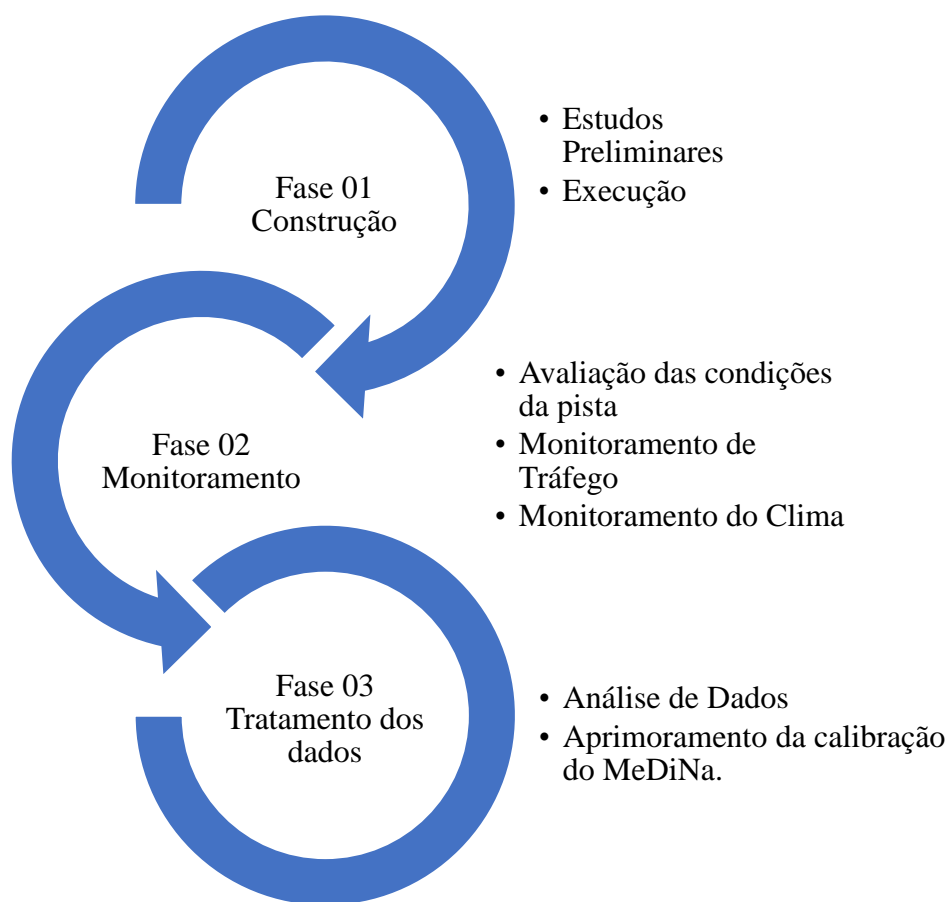 Fase 01
Construção
• Estudos
Preliminares
• Execução
Fase 02
Monitoramento
• Avaliação das condições
da pista
• Monitoramento de
Tráfego
• Monitoramento do Clima
Fase 03
Tratamento dos
dados
• Análise de Dados
• Aprimoramento da calibração
do MeDiNa.